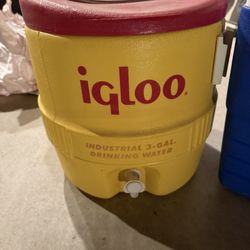 igloo
INDUSTRIAL 3-GAL.
DRINKING WATER